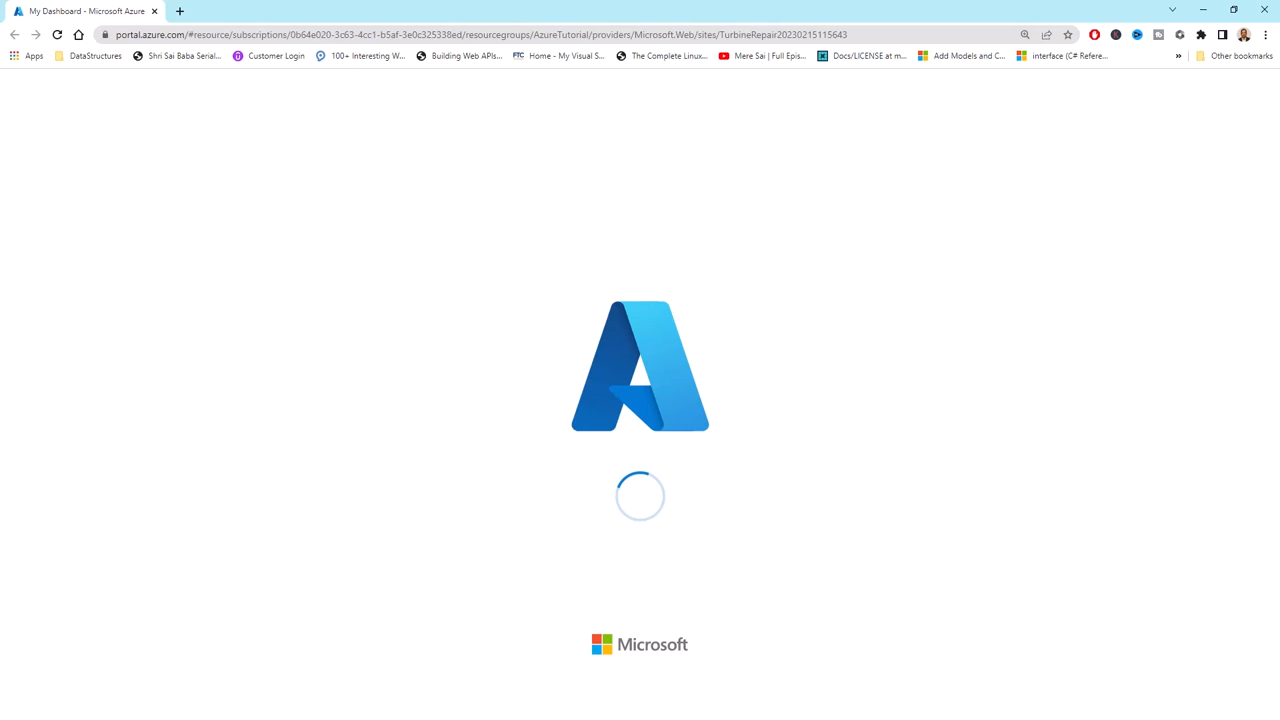 My Dashboard - Microsoft Azure
portal.azure.com/#resource/subscriptions/0b64e020-3c63-4cc1-b5af-3e0c325338ed/resourcegroups/AzureTutorial/providers/Microsoft.Web/sites/TurbineRepair20230215115643
Apps DataStructures Shri Sai Baba Serial... Customer Login 100+ Interesting W... Building Web APIs... FTC Home - My Visual S... The Complete Linux... Mere Sai | Full Epis... Docs/LICENSE at m... Add Models and C... interface (C# Refere... » Other bookmarks
Microsoft